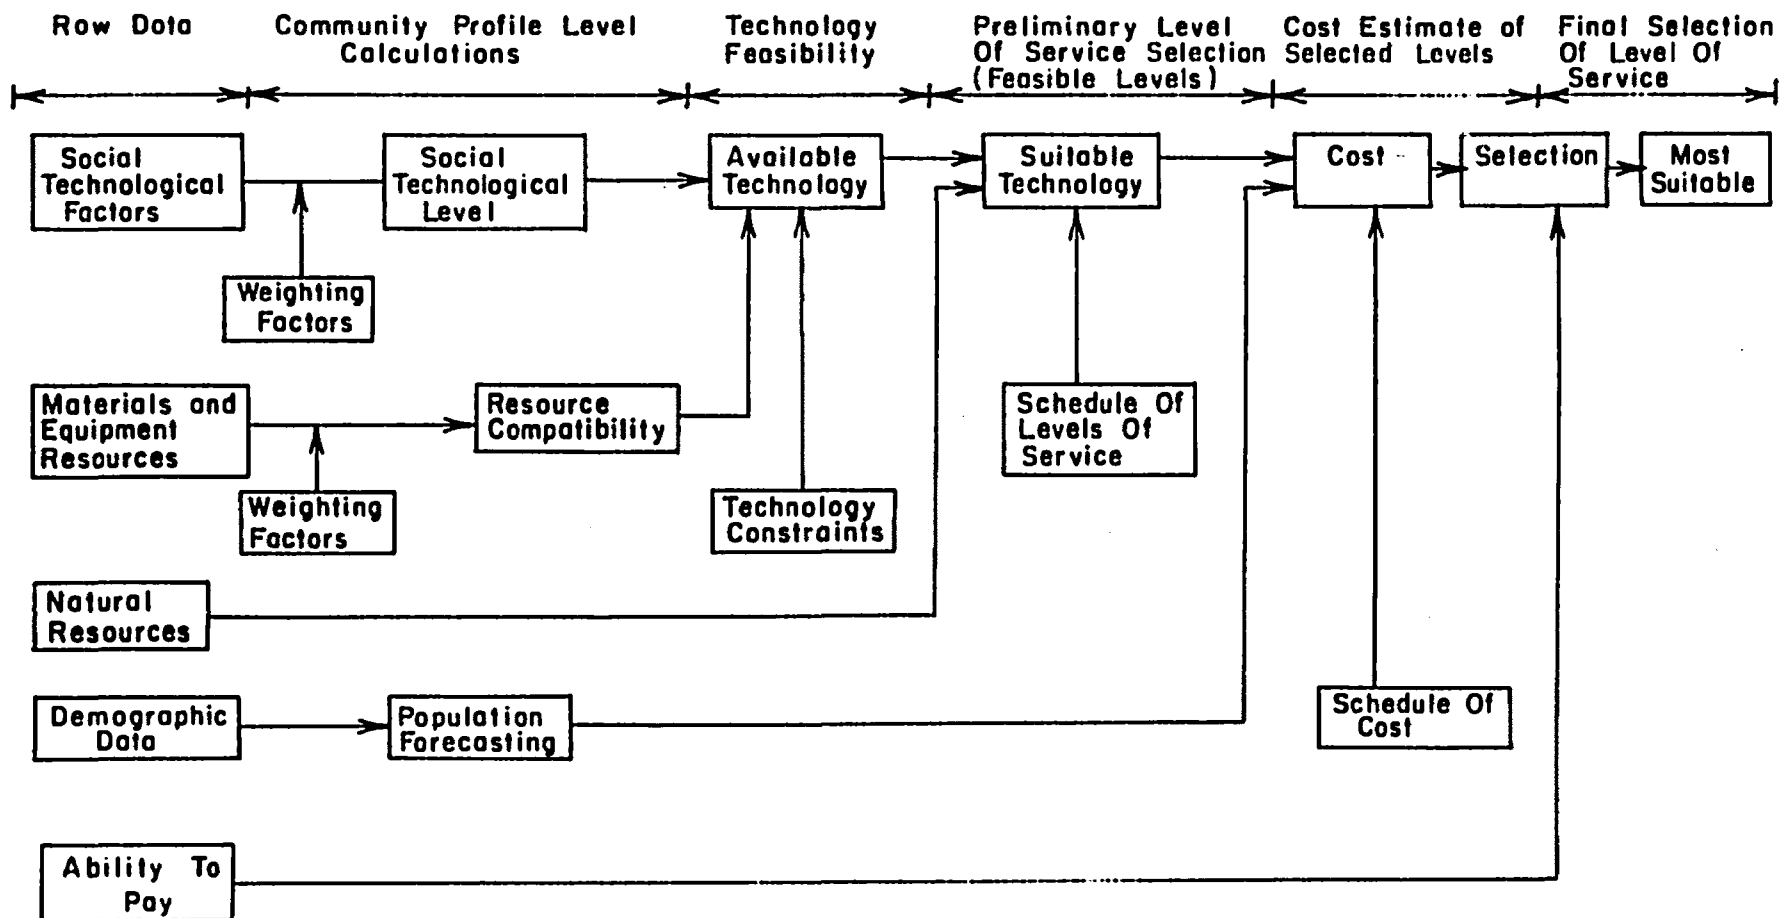 Row Data
Community Profile Level
Calculations
Technology
Feasibility
Preliminary Level
Of Service Selection
(Feasible Levels)
Cost Estimate of
Selected Levels
Final Selection
Of Level Of
Service
Social
Technological
Factors
Social
Technological
Level
Available
Technology
Suitable
Technology
Cost
Selection
Most
Suitable
Weighting
Factors
Materials and
Equipment
Resources
Resource
Compatibility
Schedule Of
Levels Of
Service
Weighting
Factors
Technology
Constraints
Natural
Resources
Demographic
Data
Population
Forecasting
Schedule Of
Cost
Ability To
Pay